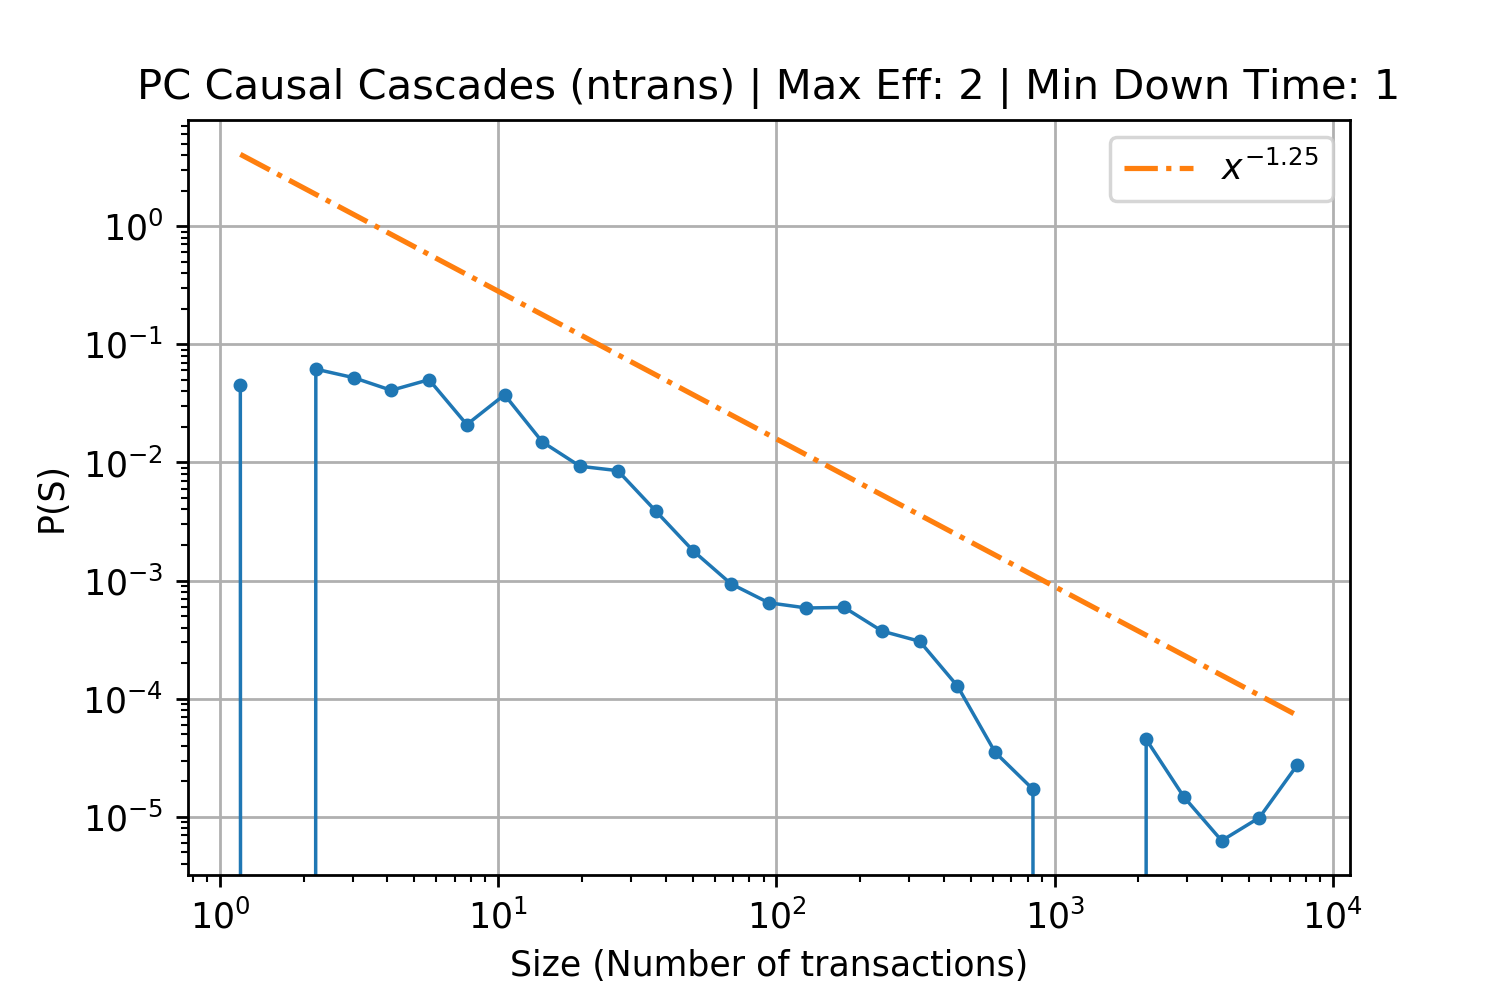 PC Causal Cascades (ntrans) | Max Eff: 2 | Min Down Time: 1
x^{-1.25}
10^0
10^{-1}
10^{-2}
10^{-3}
10^{-4}
10^{-5}
P(S)
10^0 10^1 10^2 10^3 10^4
Size (Number of transactions)